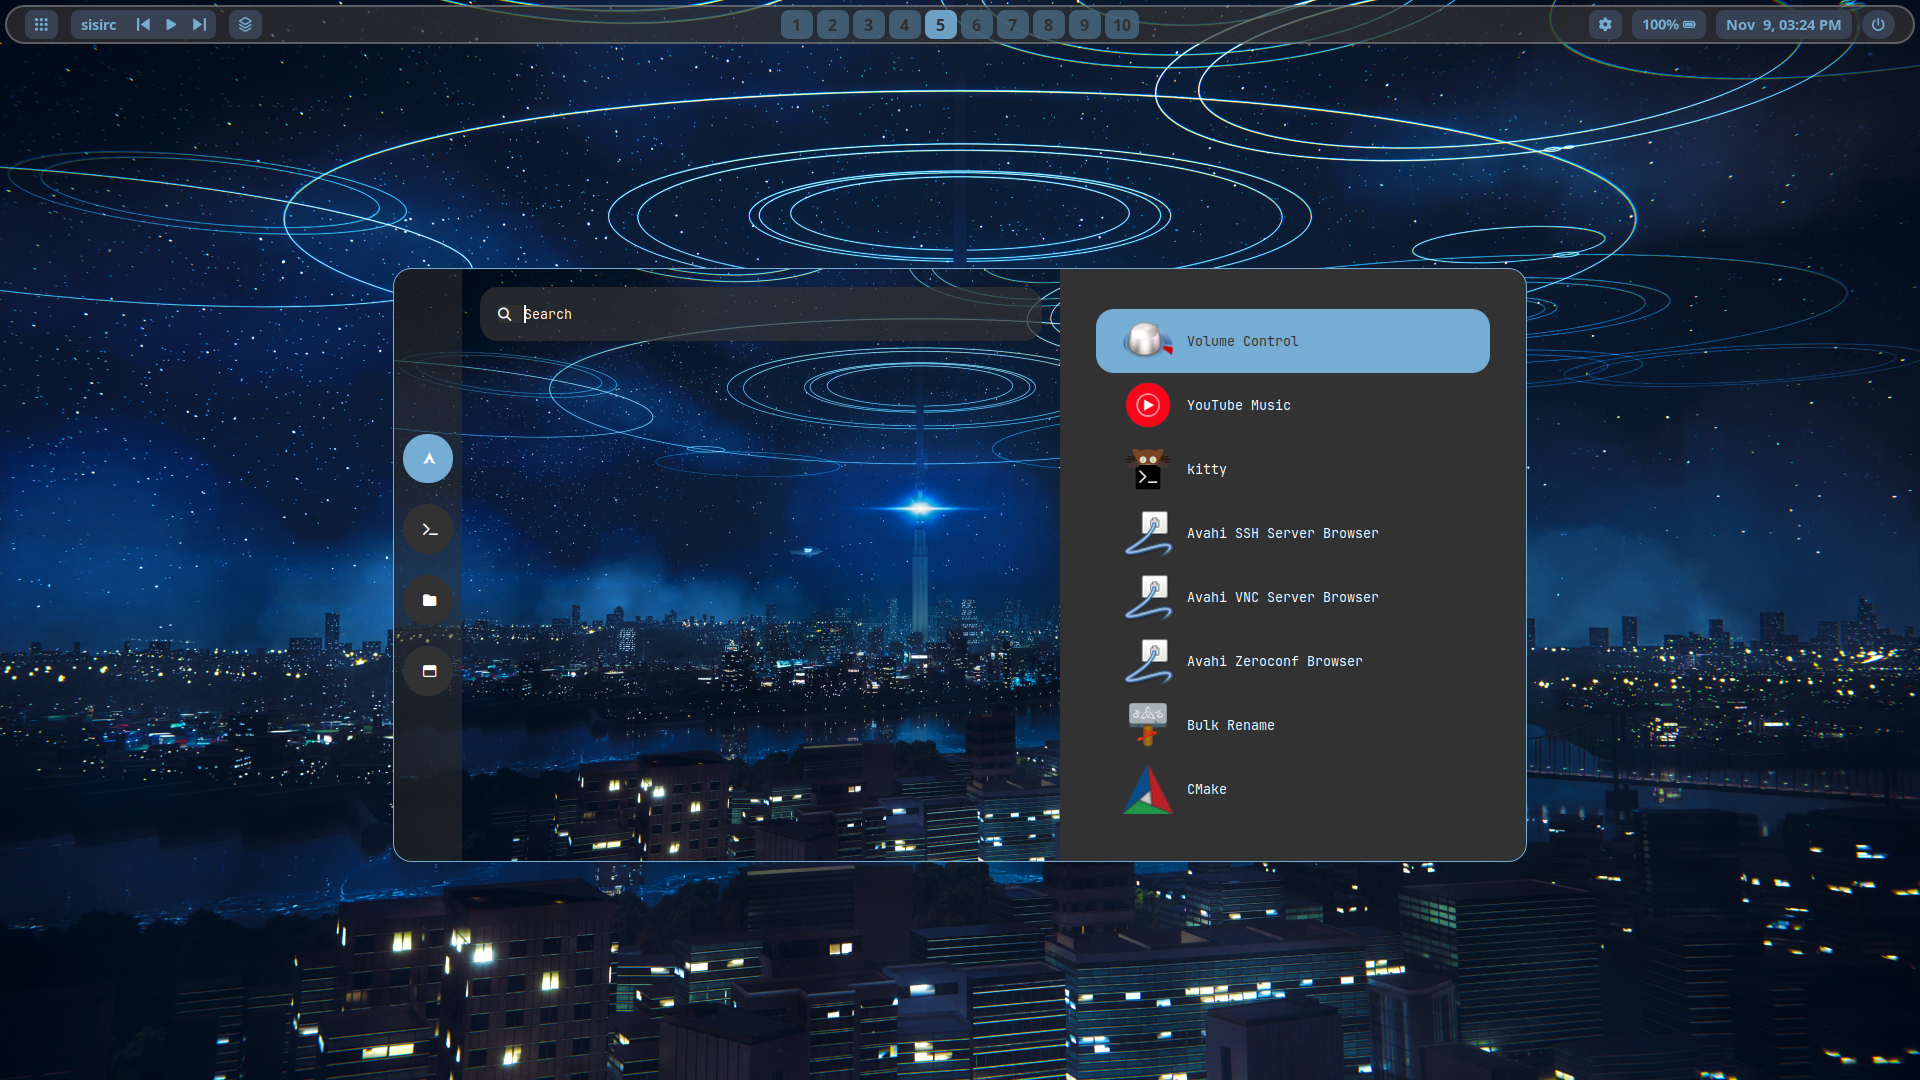 sisirc
1 2 3 4 5 6 7 8 9 10
100%
Nov 9, 03:24 PM
Search
Volume Control
YouTube Music
kitty
Avahi SSH Server Browser
Avahi VNC Server Browser
Avahi Zeroconf Browser
Bulk Rename
CMake